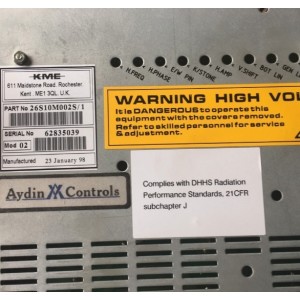 KME
611 Maidstone Road, Rochester
Kent . ME1 3QL. U.K
PART No 26S10M002S/1
SERIAL No 62835039
Mod 02
Manufactured 23 January 98
Aydin Controls
H.FREQ
H.PHASE
E/W PIN
KYSTONE
H.AMP
V.SHIFT
BOT LIN
WARNING HIGH VOL
It is DANGEROUS to operate this
equipment with the covers removed.
Refer to skilled personnel for service
& adjustment.
Complies with DHHS Radiation
Performance Standards, 21CFR
subchapter J